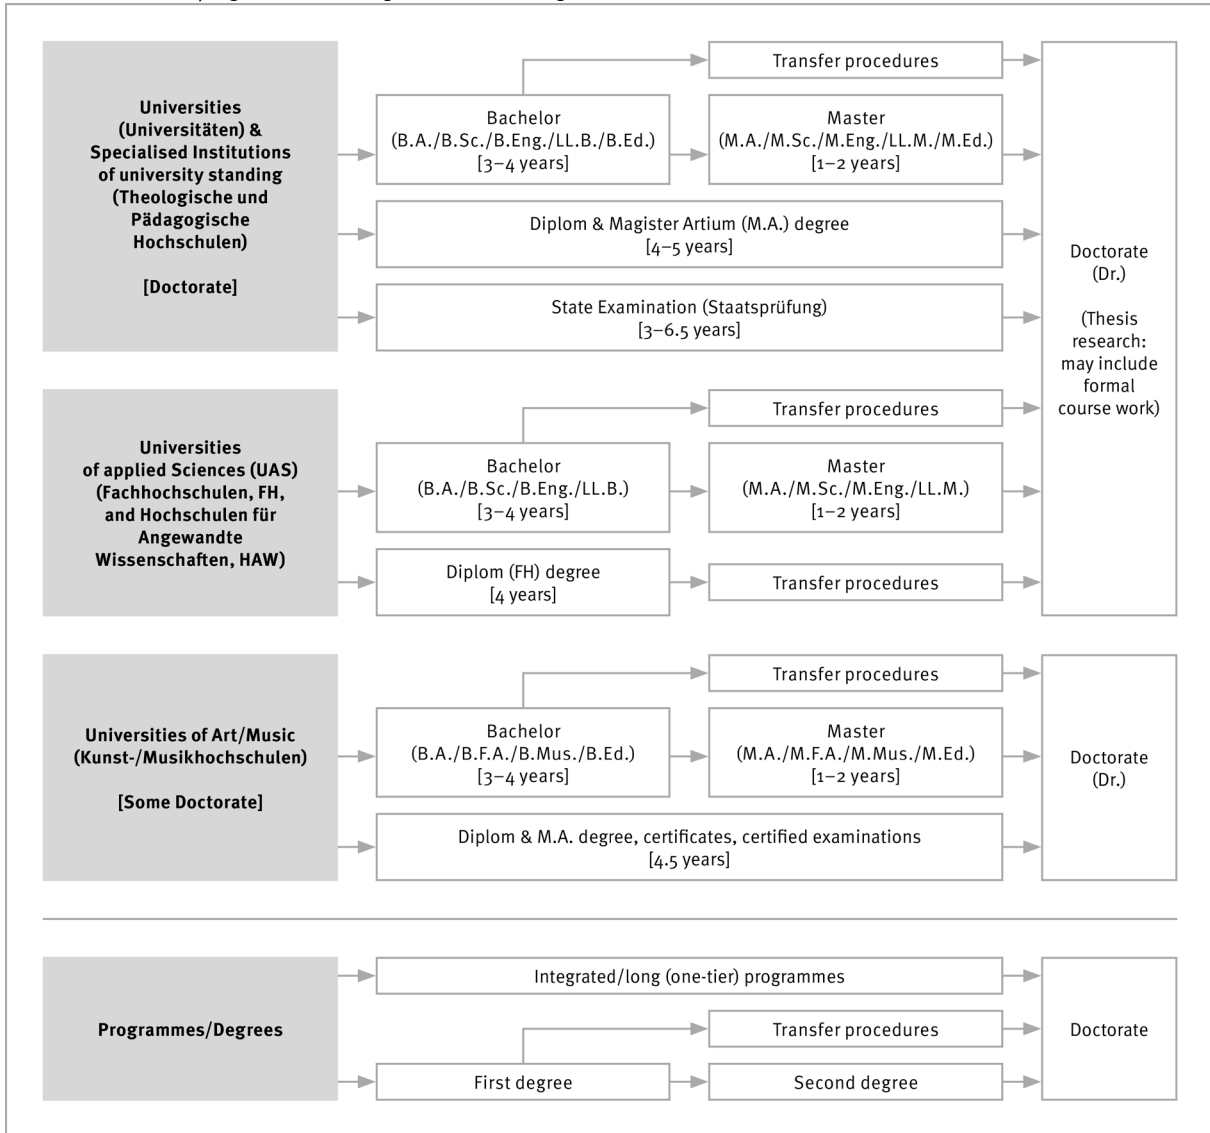 Universities
(Universitäten) &
Specialised Institutions
of university standing
(Theologische und
Pädagogische
Hochschulen)
[Doctorate]
Transfer procedures
Bachelor
(B.A./B.Sc./B.Eng./LL.B./B.Ed.)
[3–4 years]
Master
(M.A./M.Sc./M.Eng./LL.M./M.Ed.)
[1–2 years]
Diplom & Magister Artium (M.A.) degree
[4–5 years]
State Examination (Staatsprüfung)
[3–6.5 years]
Doctorate
(Dr.)
(Thesis
research:
may include
formal
course work)
Universities
of applied Sciences (UAS)
(Fachhochschulen, FH,
and Hochschulen für
Angewandte
Wissenschaften, HAW)
Transfer procedures
Bachelor
(B.A./B.Sc./B.Eng./LL.B.)
[3–4 years]
Master
(M.A./M.Sc./M.Eng./LL.M.)
[1–2 years]
Diplom (FH) degree
[4 years]
Transfer procedures
Universities of Art/Music
(Kunst-/Musikhochschulen)
[Some Doctorate]
Transfer procedures
Bachelor
(B.A./B.F.A./B.Mus./B.Ed.)
[3–4 years]
Master
(M.A./M.F.A./M.Mus./M.Ed.)
[1–2 years]
Diplom & M.A. degree, certificates, certified examinations
[4.5 years]
Doctorate
(Dr.)
Programmes/Degrees
Integrated/long (one-tier) programmes
Transfer procedures
First degree
Second degree
Doctorate